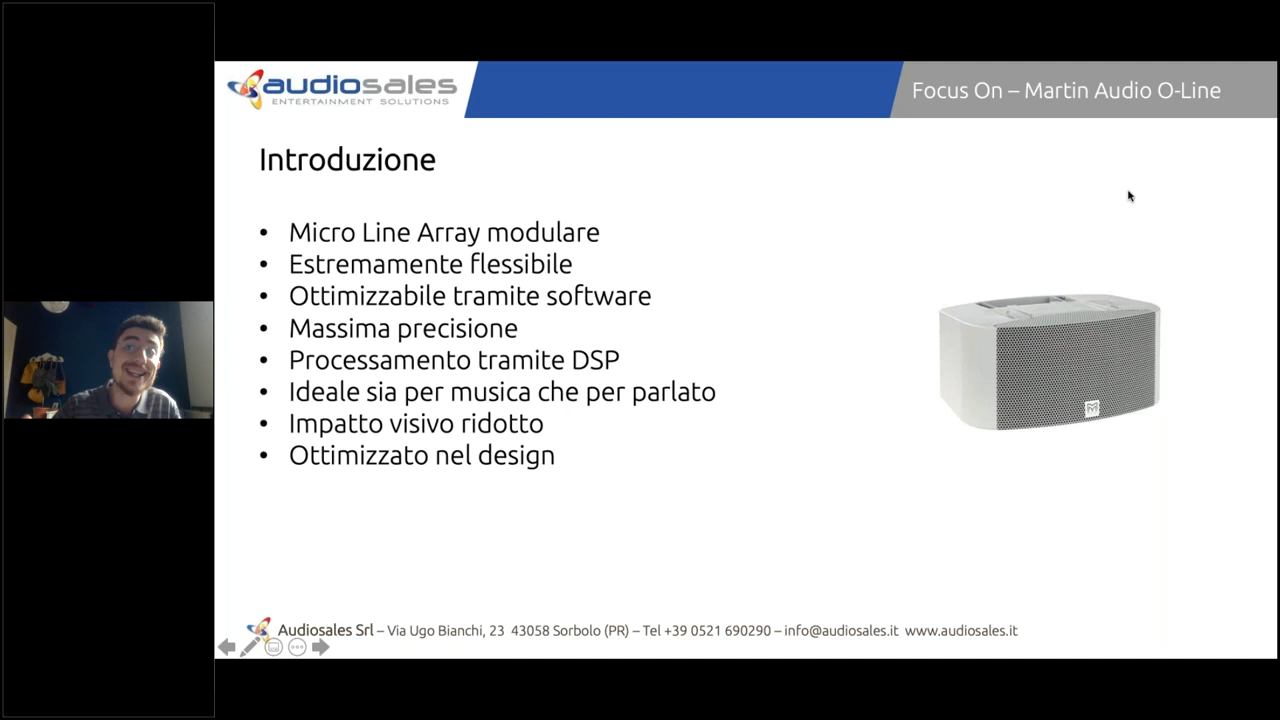 audiosales
ENTERTAINMENT SOLUTIONS
Focus On – Martin Audio O-Line
Introduzione
• Micro Line Array modulare
• Estremamente flessibile
• Ottimizzabile tramite software
• Massima precisione
• Processamento tramite DSP
• Ideale sia per musica che per parlato
• Impatto visivo ridotto
• Ottimizzato nel design
Audiosales Srl – Via Ugo Bianchi, 23 43058 Sorbolo (PR) – Tel +39 0521 690290 – info@audiosales.it www.audiosales.it